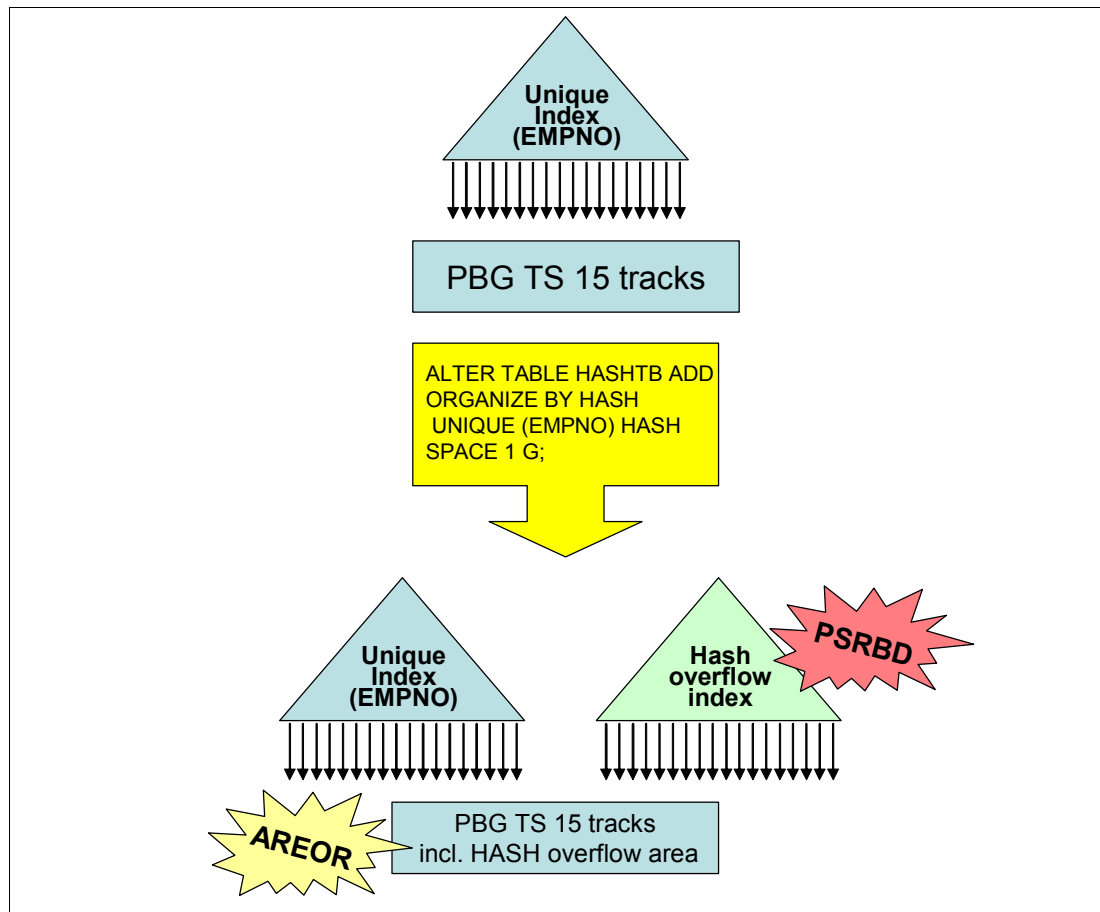 Unique
Index
(EMPNO)
PBG TS 15 tracks
ALTER TABLE HASHTB ADD
ORGANIZE BY HASH
UNIQUE (EMPNO) HASH
SPACE 1 G;
Unique
Index
(EMPNO)
Hash
overflow
index
PSRBD
AREOR
PBG TS 15 tracks
incl. HASH overflow area